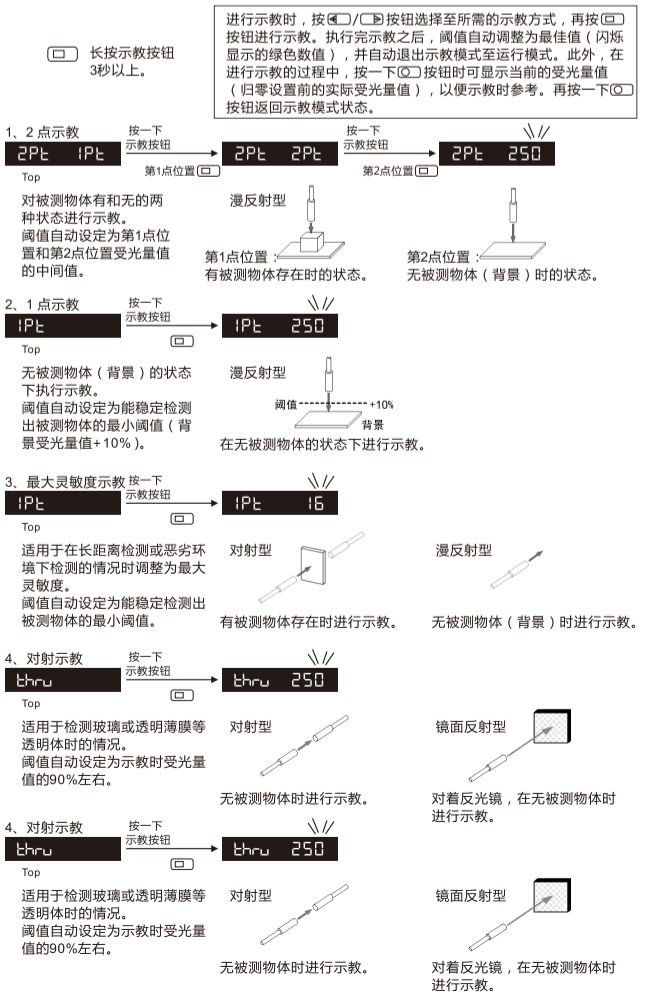 长按示教按钮
3秒以上。
进行示教时，按 / 按钮选择至所需的示教方式，再按
按钮进行示教。执行完示教之后，阈值自动调整为最佳值（闪烁
显示的绿色数值），并自动退出示教模式至运行模式。此外，在
进行示教的过程中，按一下 按钮时可显示当前的受光量值
（归零设置前的实际受光量值），以便示教时参考。再按一下
按钮返回示教模式状态。
1、2 点示教
按一下
示教按钮
按一下
示教按钮
2Pt 1Pt
2Pt 2Pt
2Pt 250
第1点位置
第2点位置
Top
对被测物体有和无的两
种状态进行示教。
阈值自动设定为第1点位
置和第2点位置受光量值
的中间值。
漫反射型
第1点位置：
有被测物体存在时的状态。
第2点位置：
无被测物体（背景）时的状态。
2、1 点示教
按一下
示教按钮
1Pt
1Pt 250
Top
无被测物体（背景）的状态
下执行示教。
阈值自动设定为能稳定检测
出被测物体的最小阈值（背
景受光量值+10%)。
漫反射型
阈值
+10%
背景
在无被测物体的状态下进行示教。
3、最大灵敏度示教
按一下
示教按钮
1Pt
1Pt 16
Top
适用于在长距离检测或恶劣环
境下检测的情况时调整为最大
灵敏度。
阈值自动设定为能稳定检测出
被测物体的最小阈值。
对射型
有被测物体存在时进行示教。
漫反射型
无被测物体（背景）时进行示教。
4、对射示教
按一下
示教按钮
thru
thru 250
Top
适用于检测玻璃或透明薄膜等
透明体时的情况。
阈值自动设定为示教时受光量
值的90%左右。
对射型
无被测物体时进行示教。
镜面反射型
对着反光镜，在无被测物体时
进行示教。
4、对射示教
按一下
示教按钮
thru
thru 250
Top
适用于检测玻璃或透明薄膜等
透明体时的情况。
阈值自动设定为示教时受光量
值的90%左右。
对射型
无被测物体时进行示教。
镜面反射型
对着反光镜，在无被测物体时
进行示教。